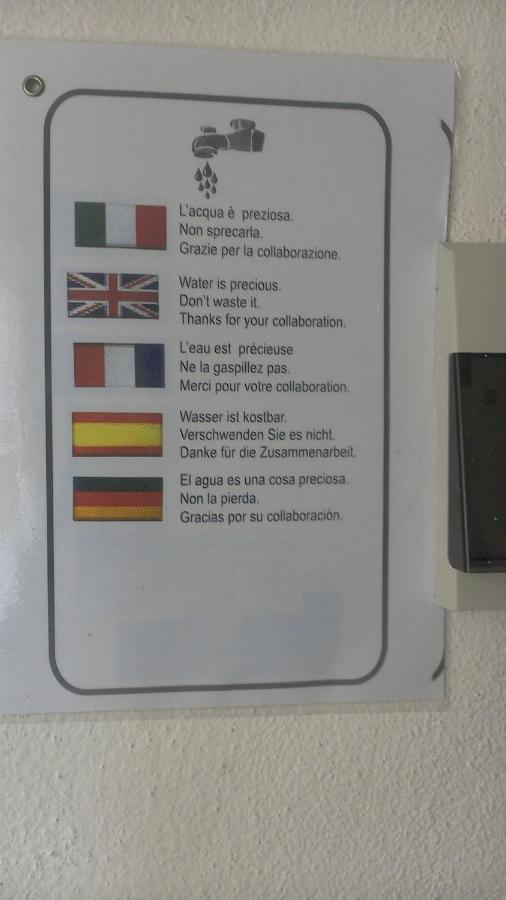 L'acqua è preziosa.
Non sprecarla.
Grazie per la collaborazione.
Water is precious.
Don't waste it.
Thanks for your collaboration.
L'eau est précieuse
Ne la gaspillez pas.
Merci pour votre collaboration.
Wasser ist kostbar.
Verschwenden Sie es nicht.
Danke für die Zusammenarbeit.
El agua es una cosa preciosa.
Non la pierda.
Gracias por su collaboración.